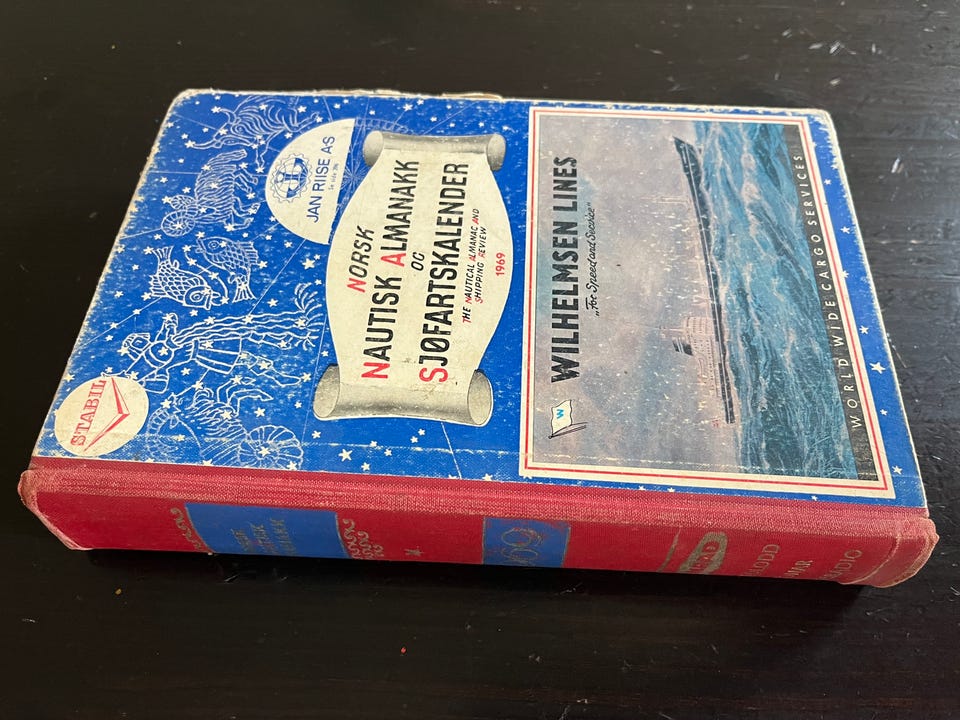 STABIL
JAN RIISE A·S
NORSK
NAUTISK ALMANAKK
OG
SJØFARTSKALENDER
THE NAUTICAL ALMANAC AND
SHIPPING REVIEW
1969
WILHELMSEN LINES
„For Speed and Service"
W
WORLD WIDE CARGO SERVICES
69